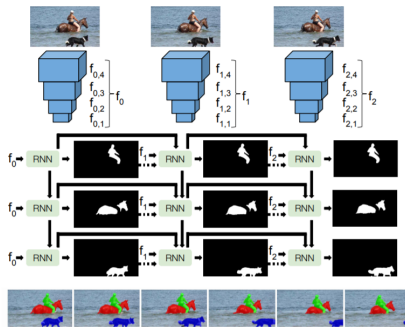 f0,4 f1,4 f2,4
f0,3 f0 f1,3 f1 f2,3 f2
f0,2 f1,2 f2,2
f0,1 f1,1 f2,1
f0 RNN f1 RNN f2 RNN
f0 RNN f1 RNN f2 RNN
f0 RNN f1 RNN f2 RNN